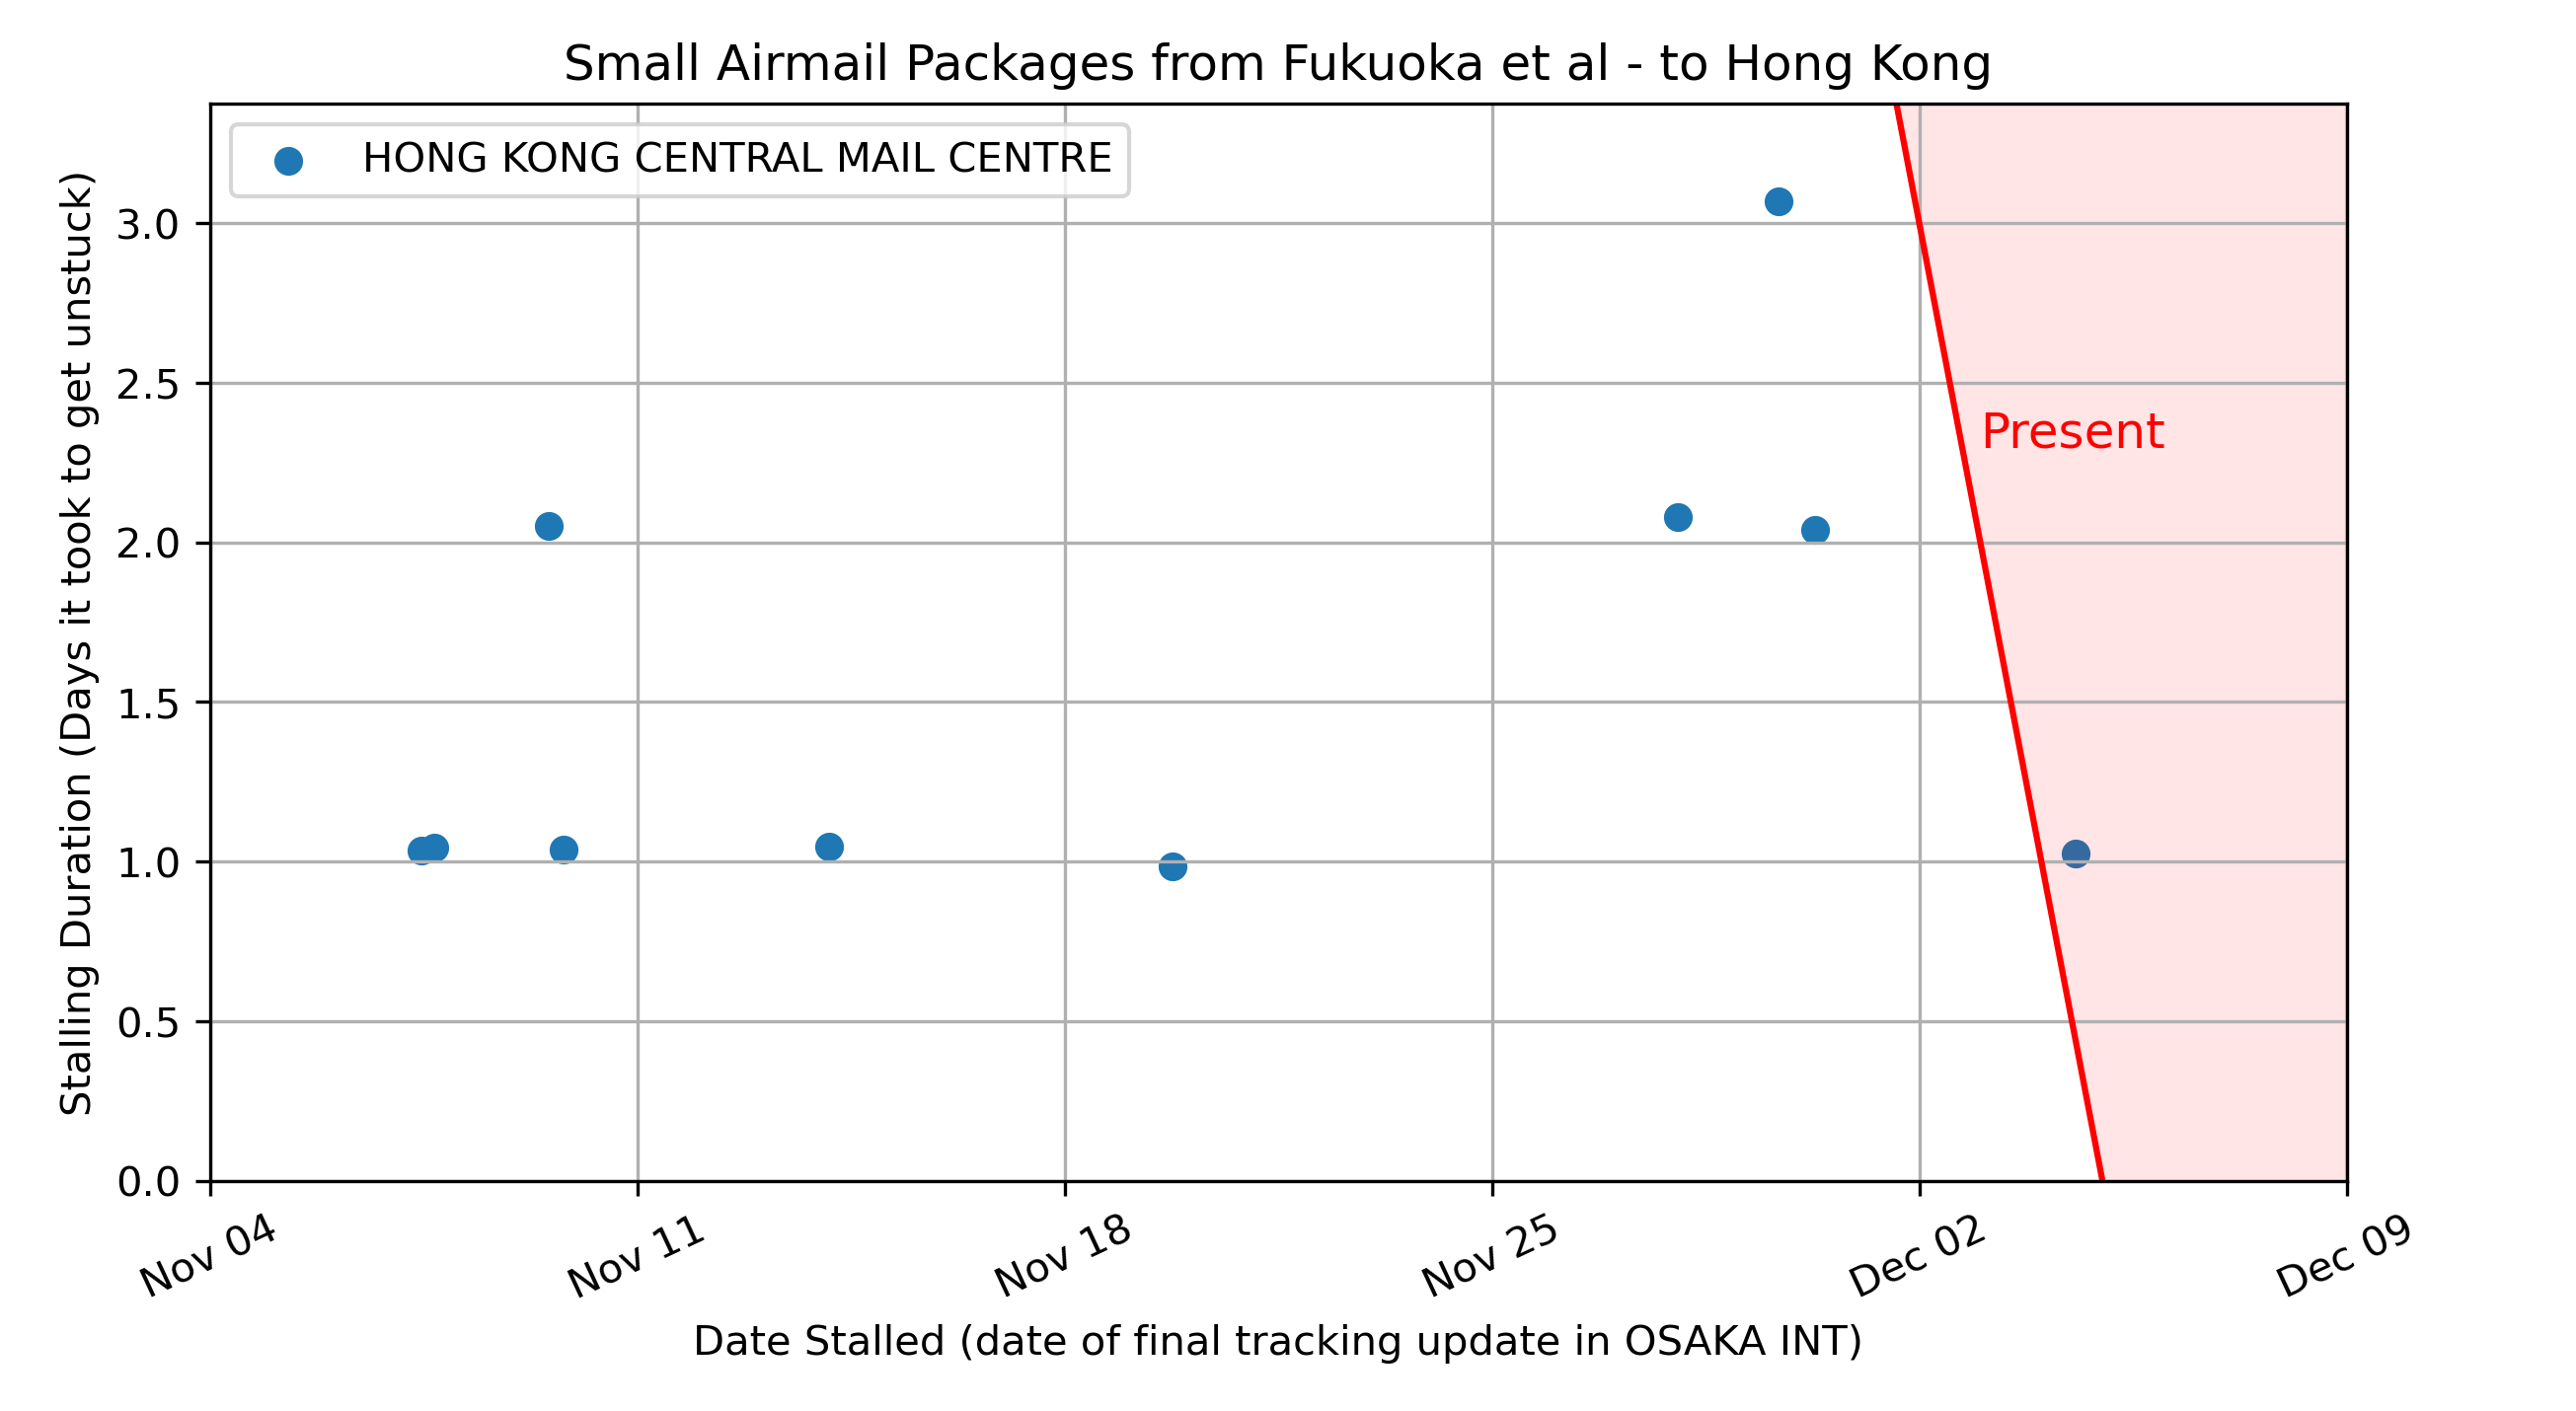 Small Airmail Packages from Fukuoka et al - to Hong Kong
HONG KONG CENTRAL MAIL CENTRE
Stalling Duration (Days it took to get unstuck)
3.0
2.5
2.0
1.5
1.0
0.5
0.0
Present
Nov 04
Nov 11
Nov 18
Nov 25
Dec 02
Dec 09
Date Stalled (date of final tracking update in OSAKA INT)